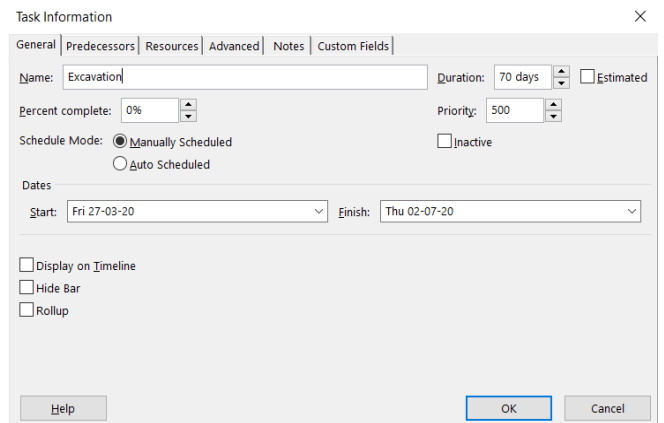 Task Information
General Predecessors Resources Advanced Notes Custom Fields
Name: Excavation Duration: 70 days Estimated
Percent complete: 0% Priority: 500
Schedule Mode: Manually Scheduled Inactive
Auto Scheduled
Dates
Start: Fri 27-03-20 Finish: Thu 02-07-20
Display on Timeline
Hide Bar
Rollup
Help OK Cancel